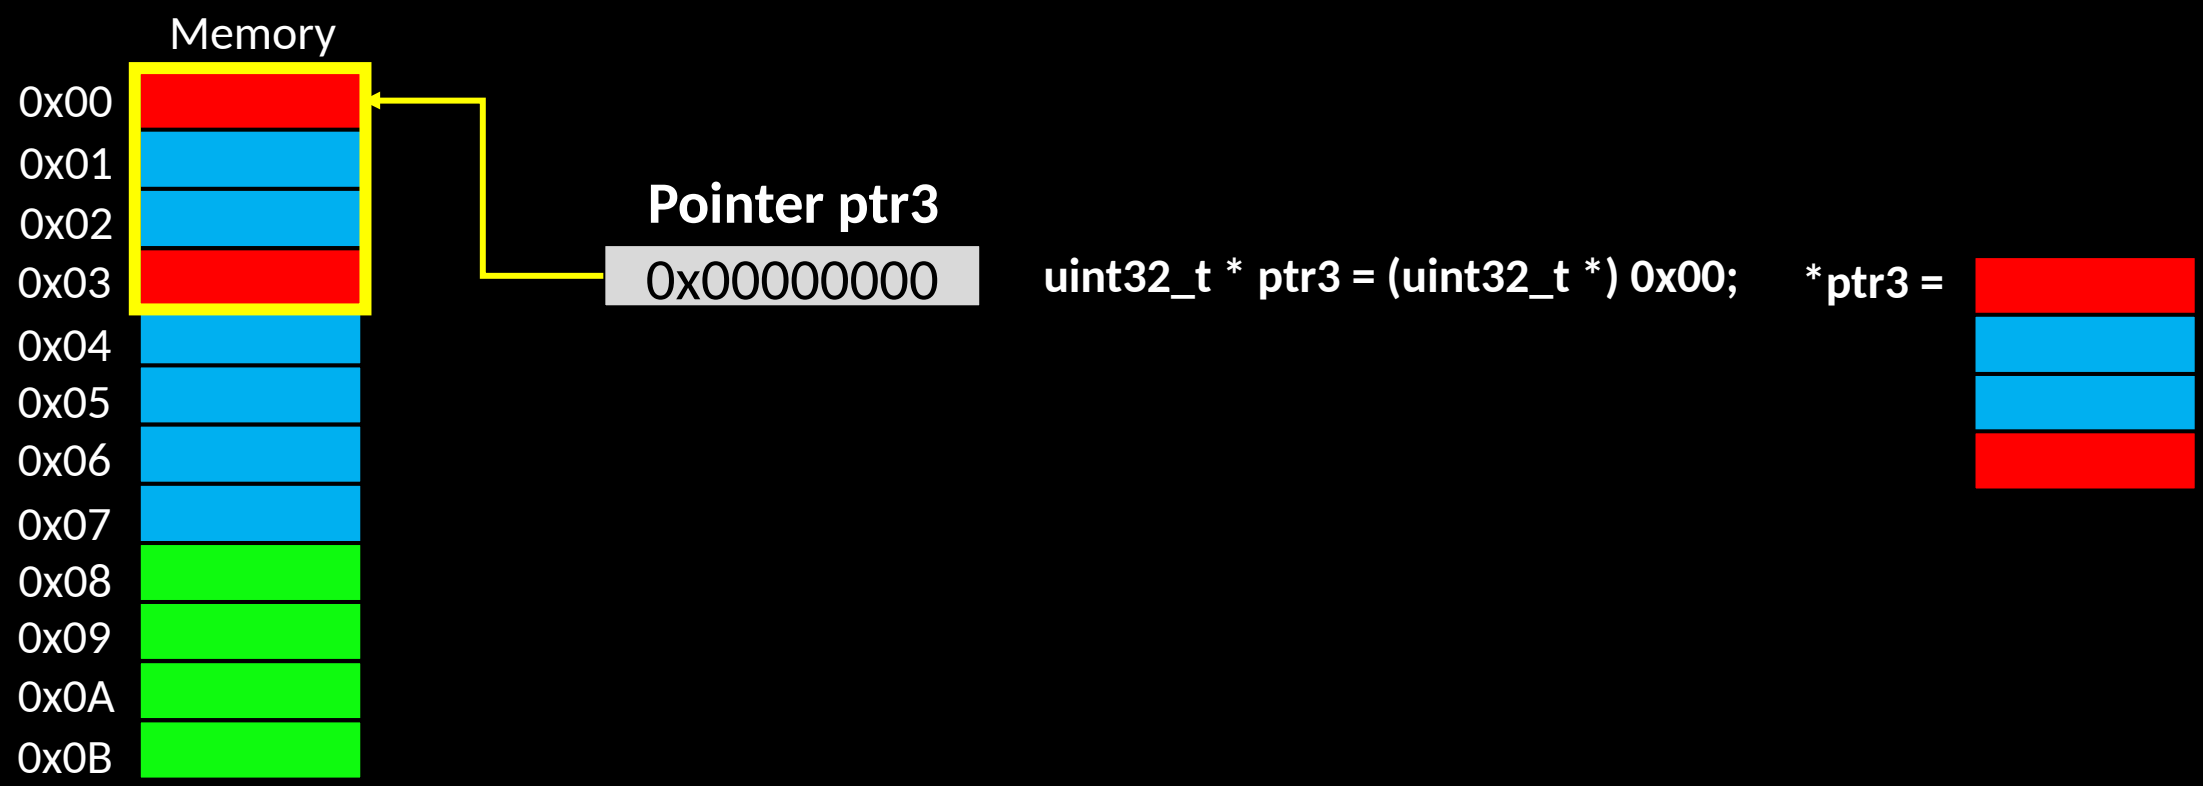 Memory
0x00
0x01
0x02
0x03
0x04
0x05
0x06
0x07
0x08
0x09
0x0A
0x0B
Pointer ptr3
0x00000000
uint32_t * ptr3 = (uint32_t *) 0x00;
*ptr3 =